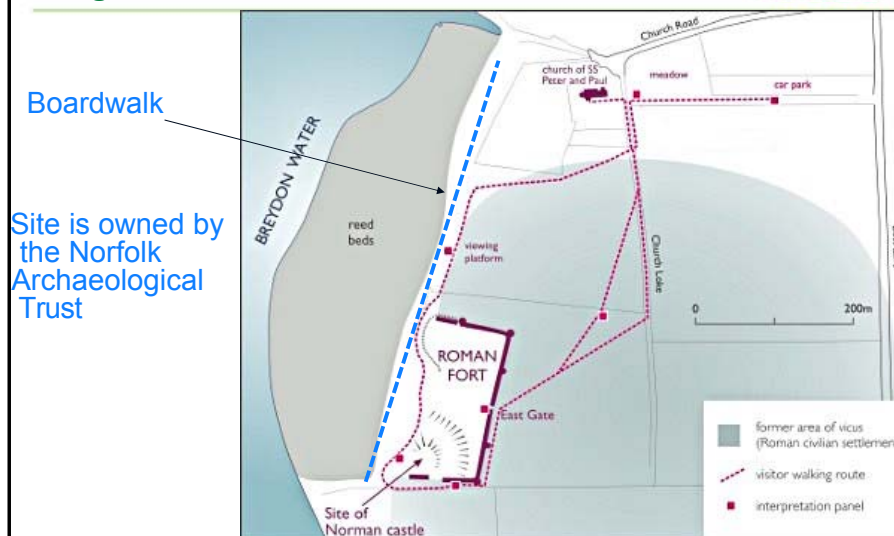 Boardwalk
Site is owned by
the Norfolk
Archaeological
Trust
BREYDON WATER
reed
beds
Church Road
church of SS
Peter and Paul
meadow
car park
viewing
platform
Church Loke
0
200m
ROMAN
FORT
East Gate
Site of
Norman castle
former area of vicus
(Roman civilian settlemen
visitor walking route
interpretation panel